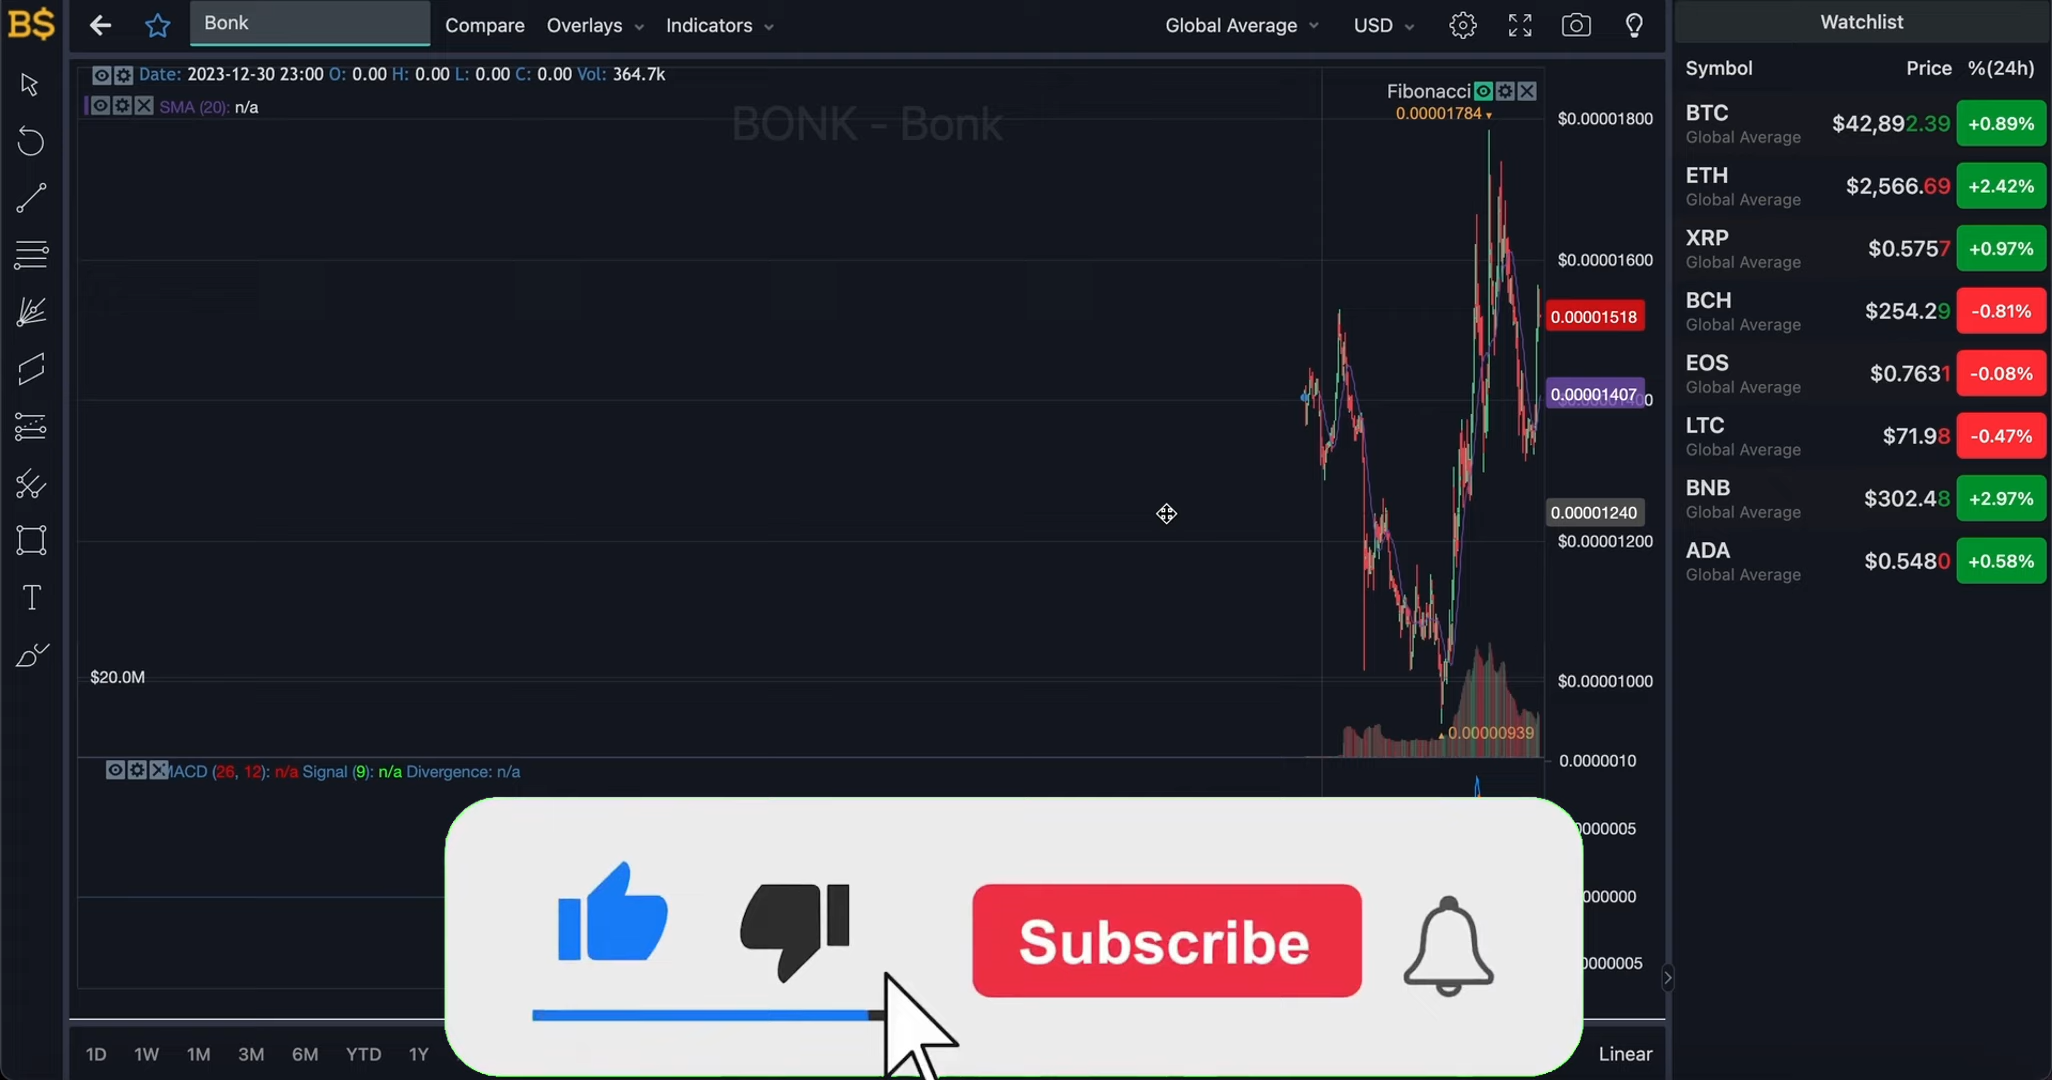 B$
Bonk
Compare
Overlays
Indicators
Global Average
USD
Watchlist
Symbol Price %(24h)
Date: 2023-12-30 23:00 O: 0.00 H: 0.00 L: 0.00 C: 0.00 Vol: 364.7k
SMA (20): n/a
BONK - Bonk
Fibonacci
0.00001784
$0.00001800
$0.00001600
0.00001518
0.00001407
0.00001240
$0.00001200
$0.00001000
$20.0M
0.00000939
0.0000010
MACD (26, 12): n/a Signal (9): n/a Divergence: n/a
0000005
000000
0000005
BTC $42,892.39 +0.89%
Global Average
ETH $2,566.69 +2.42%
Global Average
XRP $0.5757 +0.97%
Global Average
BCH $254.29 -0.81%
Global Average
EOS $0.7631 -0.08%
Global Average
LTC $71.98 -0.47%
Global Average
BNB $302.48 +2.97%
Global Average
ADA $0.5480 +0.58%
Global Average
Subscribe
1D 1W 1M 3M 6M YTD 1Y
Linear